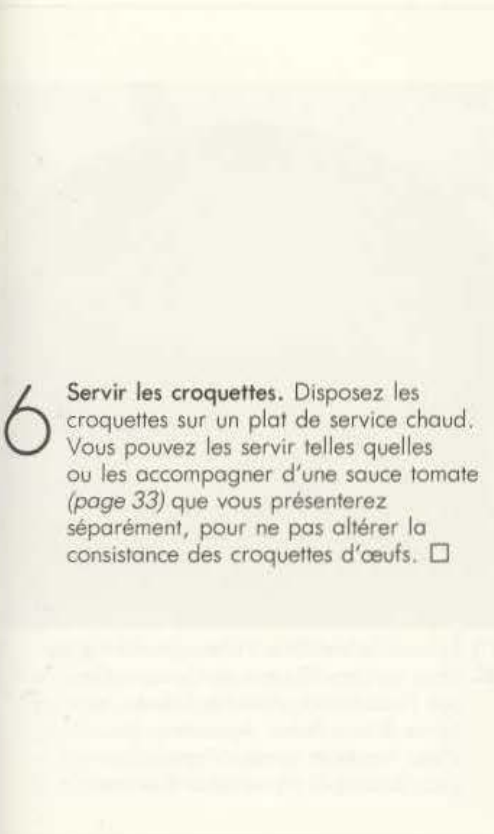 6
Servir les croquettes. Disposez les
croquettes sur un plat de service chaud.
Vous pouvez les servir telles quelles
ou les accompagner d'une sauce tomate
(page 33) que vous présenterez
séparément, pour ne pas altérer la
consistance des croquettes d'œufs. □